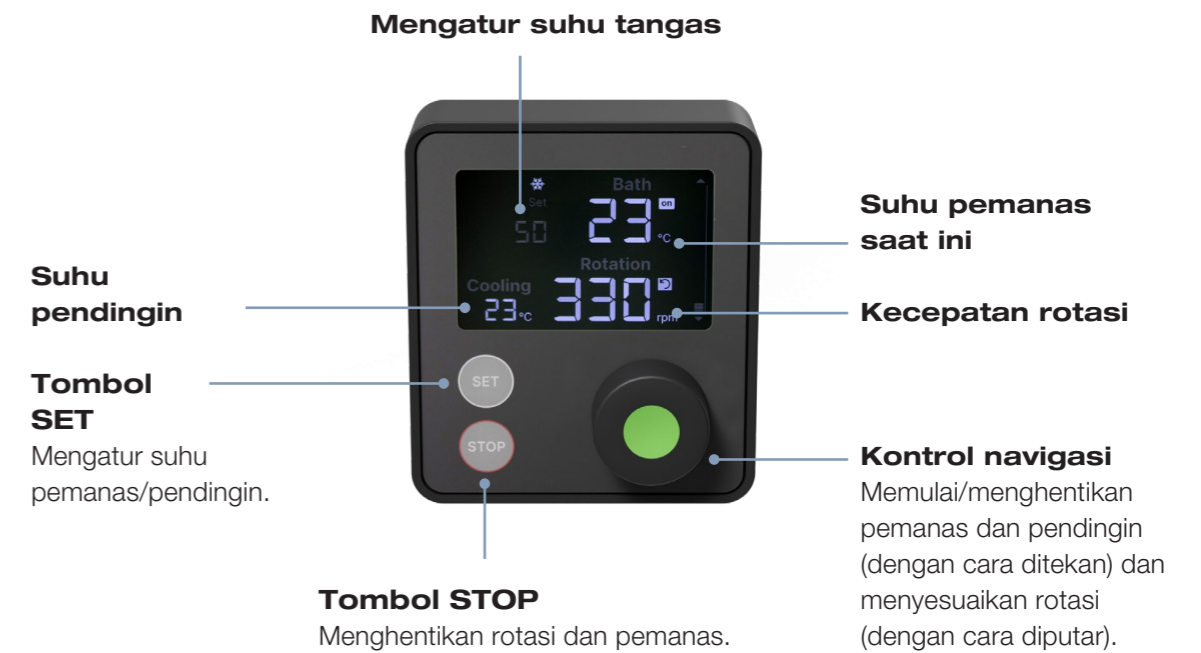 Mengatur suhu tangas
Bath
Set
on
50
23
°C
Rotation
Cooling
23 °C
330
rpm
SET
STOP
Suhu pemanas
saat ini
Kecepatan rotasi
Suhu
pendingin
Tombol
SET
Mengatur suhu
pemanas/pendingin.
Kontrol navigasi
Memulai/menghentikan
pemanas dan pendingin
(dengan cara ditekan) dan
menyesuaikan rotasi
(dengan cara diputar).
Tombol STOP
Menghentikan rotasi dan pemanas.